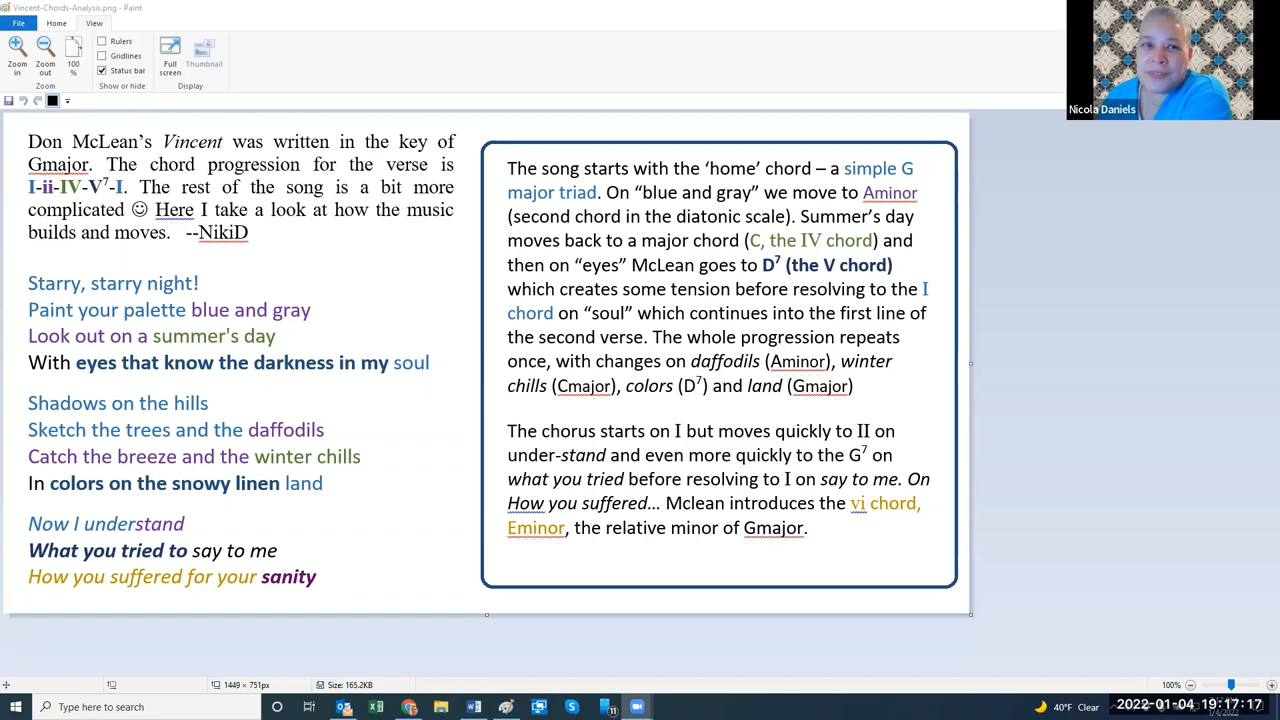 Vincent-Chords-Analysis.png - Paint
File Home View
Zoom in
Zoom out
100 %
Rulers
Gridlines
Status bar
Full screen
Thumbnail
Zoom
Show or hide
Display
Nicola Daniels
Don McLean’s Vincent was written in the key of
Gmajor. The chord progression for the verse is
I-ii-IV-V7-I. The rest of the song is a bit more
complicated ☺ Here I take a look at how the music
builds and moves. --NikiD
Starry, starry night!
Paint your palette blue and gray
Look out on a summer's day
With eyes that know the darkness in my soul
Shadows on the hills
Sketch the trees and the daffodils
Catch the breeze and the winter chills
In colors on the snowy linen land
Now I understand
What you tried to say to me
How you suffered for your sanity
The song starts with the ‘home’ chord – a simple G
major triad. On “blue and gray” we move to Aminor
(second chord in the diatonic scale). Summer’s day
moves back to a major chord (C, the IV chord) and
then on “eyes” McLean goes to D7 (the V chord)
which creates some tension before resolving to the I
chord on “soul” which continues into the first line of
the second verse. The whole progression repeats
once, with changes on daffodils (Aminor), winter
chills (Cmajor), colors (D7) and land (Gmajor)
The chorus starts on I but moves quickly to II on
under-stand and even more quickly to the G7 on
what you tried before resolving to I on say to me. On
How you suffered… Mclean introduces the vi chord,
Eminor, the relative minor of Gmajor.
1449 × 751px
Size: 165.2KB
100%
Type here to search
40°F Clear
2022-01-04 19:17:17
1/4/2022